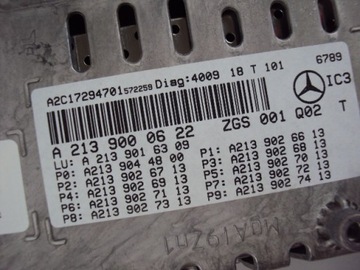 A2C17294701 572259 Diag:4009 18 T 101 6789
IC3
A 213 900 06 22 ZGS 001 Q02 T
LU: A 213 901 63 09
P0: A213 904 48 00 P1: A213 902 66 13
P2: A213 902 67 13 P3: A213 902 68 13
P4: A213 902 69 13 P5: A213 902 70 13
P6: A213 902 71 13 P7: A213 902 72 13
P8: A213 902 73 13 P9: A213 902 74 13